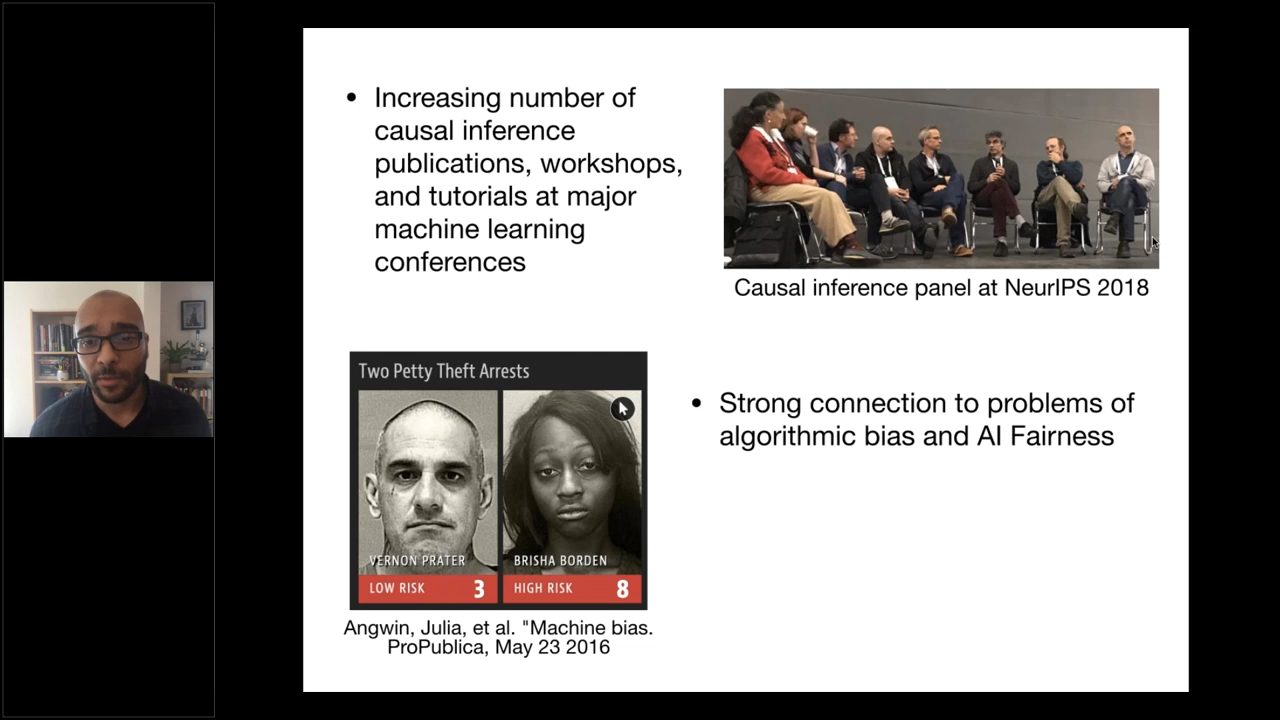 • Increasing number of
causal inference
publications, workshops,
and tutorials at major
machine learning
conferences
Causal inference panel at NeurIPS 2018
Two Petty Theft Arrests
VERNON PRATER
LOW RISK 3
BRISHA BORDEN
HIGH RISK 8
Angwin, Julia, et al. "Machine bias.
ProPublica, May 23 2016
• Strong connection to problems of
algorithmic bias and AI Fairness